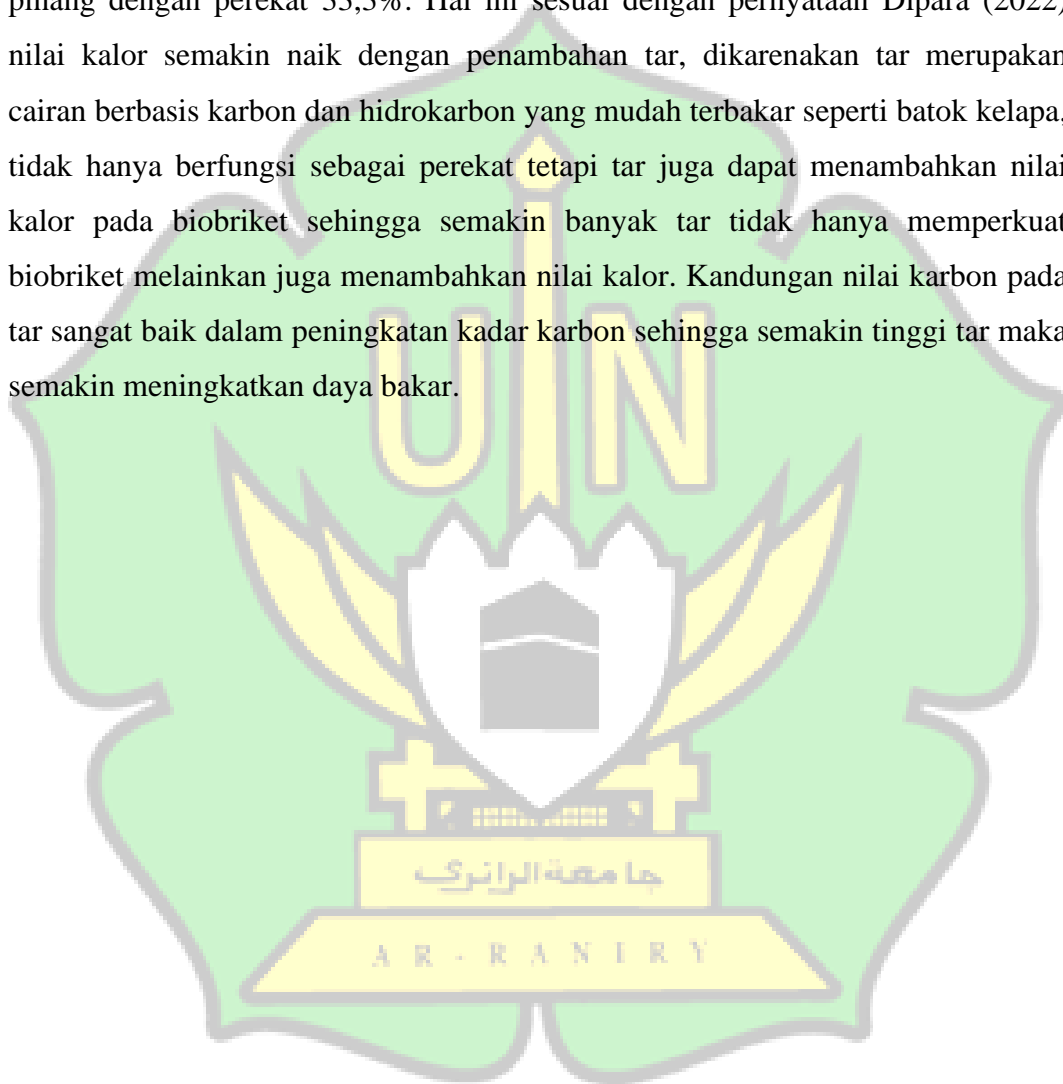 pinang dengan perekat 33,3%. Hal ini sesuai dengan pernyataan Dipara (2022)
nilai kalor semakin naik dengan penambahan tar, dikarenakan tar merupakan
cairan berbasis karbon dan hidrokarbon yang mudah terbakar seperti batok kelapa,
tidak hanya berfungsi sebagai perekat tetapi tar juga dapat menambahkan nilai
kalor pada biobriket sehingga semakin banyak tar tidak hanya memperkuat
biobriket melainkan juga menambahkan nilai kalor. Kandungan nilai karbon pada
tar sangat baik dalam peningkatan kadar karbon sehingga semakin tinggi tar maka
semakin meningkatkan daya bakar.
UIN
جامعة الرانري
AR-RANIRY